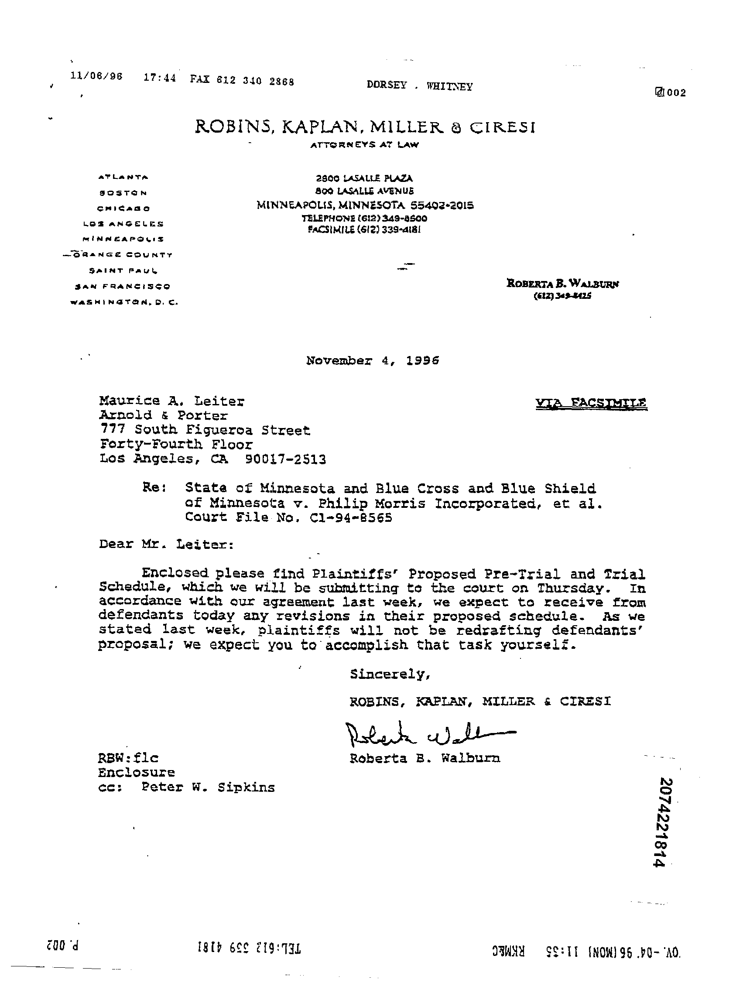 11/06/96 17:44 FAX 612 340 2868 DORSEY . WHITNEY 002
ROBINS, KAPLAN, MILLER & CIRESI
ATTORNEYS AT LAW
ATLANTA
BOSTON
CHICAGO
LOS ANGELES
MINNEAPOLIS
ORANGE COUNTY
SAINT PAUL
SAN FRANCISCO
WASHINGTON, D. C.
2800 LASALLE PLAZA
800 LASALLE AVENUE
MINNEAPOLIS, MINNESOTA 55402-2015
TELEPHONE (612) 349-8500
FACSIMILE (612) 339-4181
ROBERTA B. WALBURN
(612) 349-8425
November 4, 1996
Maurice A. Leiter
VIA FACSIMILE
Arnold & Porter
777 South Figueroa Street
Forty-Fourth Floor
Los Angeles, CA 90017-2513
Re: State of Minnesota and Blue Cross and Blue Shield
of Minnesota v. Philip Morris Incorporated, et al.
Court File No. C1-94-8565
Dear Mr. Leiter:
Enclosed please find Plaintiffs' Proposed Pre-Trial and Trial
Schedule, which we will be submitting to the court on Thursday. In
accordance with our agreement last week, we expect to receive from
defendants today any revisions in their proposed schedule. As we
stated last week, plaintiffs will not be redrafting defendants'
proposal; we expect you to accomplish that task yourself.
Sincerely,
ROBINS, KAPLAN, MILLER & CIRESI
Roberta Wall
Roberta B. Walburn
RBW:flc
Enclosure
cc: Peter W. Sipkins
2074221814
OV. -04' 96 (MON) 11:35 RKM&C TEL:612 339 4181 P. 002